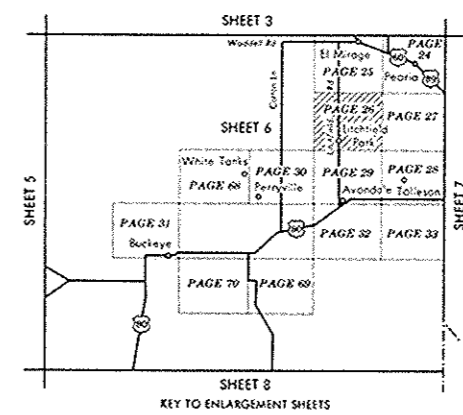 SHEET 3
Waddell Rd
El Mirage
PAGE 24
60
PAGE 25
Peoria
89
Cotton Ln
Litchfield Rd
PAGE 26
Litchfield Park
PAGE 27
SHEET 6
SHEET 5
SHEET 7
White Tanks
PAGE 68
PAGE 30
Perryville
PAGE 29
PAGE 28
Avondale
Tolleson
PAGE 31
Buckeye
80
PAGE 32
PAGE 33
PAGE 70
PAGE 69
80
SHEET 8
KEY TO ENLARGEMENT SHEETS